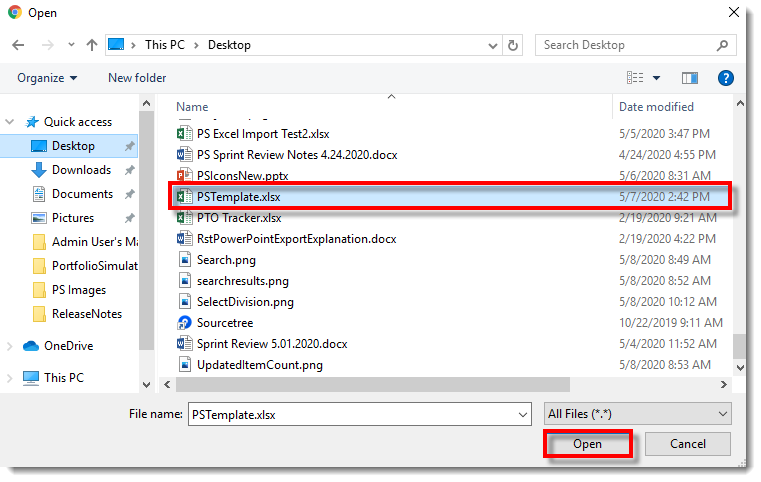 Open
This PC > Desktop
Search Desktop
Organize
New folder
Name
Date modified
Quick access
Desktop
Downloads
Documents
Pictures
Admin User's Ma
PortfolioSimulat
PS Images
ReleaseNotes
OneDrive
This PC
PS Excel Import Test2.xlsx 5/5/2020 3:47 PM
PS Sprint Review Notes 4.24.2020.docx 4/24/2020 4:55 PM
PSIconsNew.pptx 5/6/2020 8:31 AM
PSTemplate.xlsx 5/7/2020 2:42 PM
PTO Tracker.xlsx 2/19/2020 9:21 AM
RstPowerPointExportExplanation.docx 2/19/2020 4:22 PM
Search.png 5/8/2020 8:49 AM
searchresults.png 5/8/2020 8:52 AM
SelectDivision.png 5/8/2020 10:12 AM
Sourcetree 10/22/2019 9:11 AM
Sprint Review 5.01.2020.docx 5/4/2020 11:52 AM
UpdatedItemCount.png 5/8/2020 8:53 AM
File name: PSTemplate.xlsx
All Files (*.*)
Open
Cancel